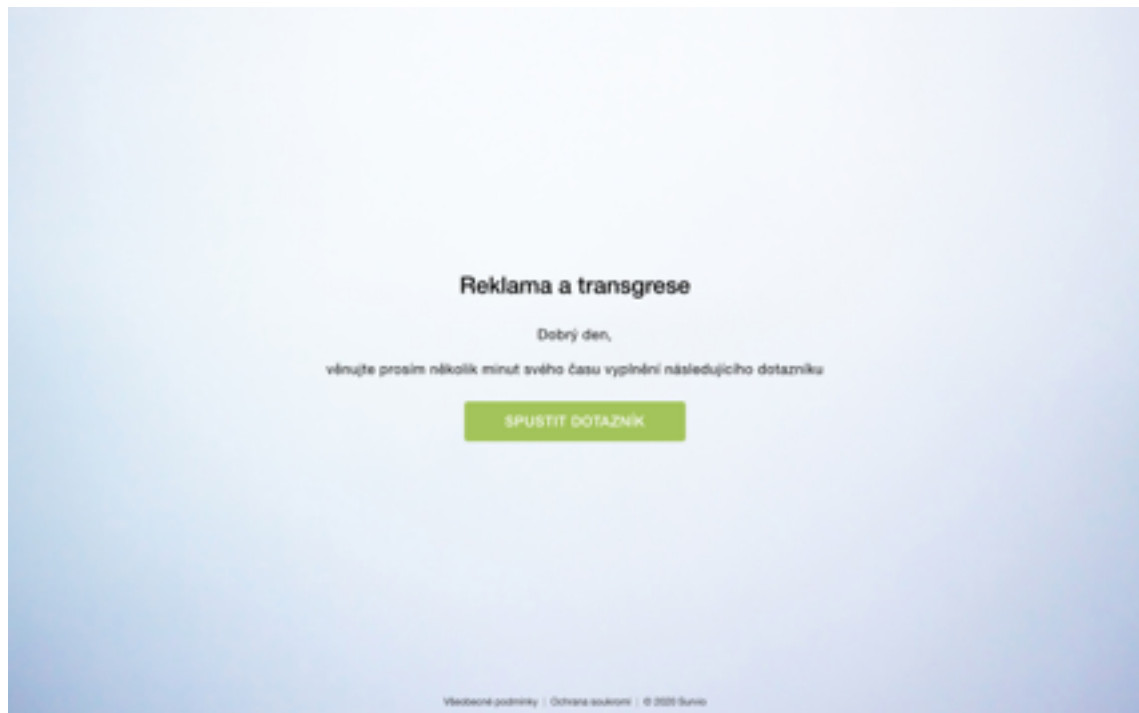 Reklama a transgrese
Dobrý den,
věnujte prosím několik minut svého času vyplnění následujícího dotazníku
SPUSTIT DOTAZNÍK
Všeobecné podmínky | Ochrana soukromí | © 2020 Survio